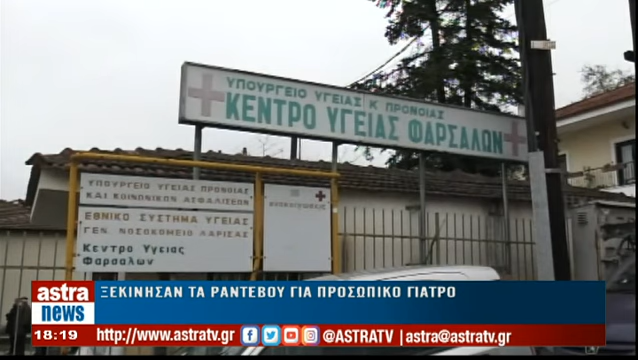 ΥΠΟΥΡΓΕΙΟ ΥΓΕΙΑΣ Κ' ΠΡΟΝΟΙΑΣ
ΚΕΝΤΡΟ ΥΓΕΙΑΣ ΦΑΡΣΑΛΩΝ
ΥΠΟΥΡΓΕΙΟ ΥΓΕΙΑΣ ΠΡΟΝΟΙΑΣ
ΚΑΙ ΚΟΙΝΩΝΙΚΩΝ ΑΣΦΑΛΙΣΕΩΝ
ΕΘΝΙΚΟ ΣΥΣΤΗΜΑ ΥΓΕΙΑΣ
ΓΕΝ. ΝΟΣΟΚΟΜΕΙΟ ΛΑΡΙΣΑΣ
Κεντρο Υγειας
Φαρσαλων
ανακοινωσεις
astra
news
18:19
ΞΕΚΙΝΗΣΑΝ ΤΑ ΡΑΝΤΕΒΟΥ ΓΙΑ ΠΡΟΣΩΠΙΚΟ ΓΙΑΤΡΟ
http://www.astratv.gr @ASTRATV | astra@astratv.gr